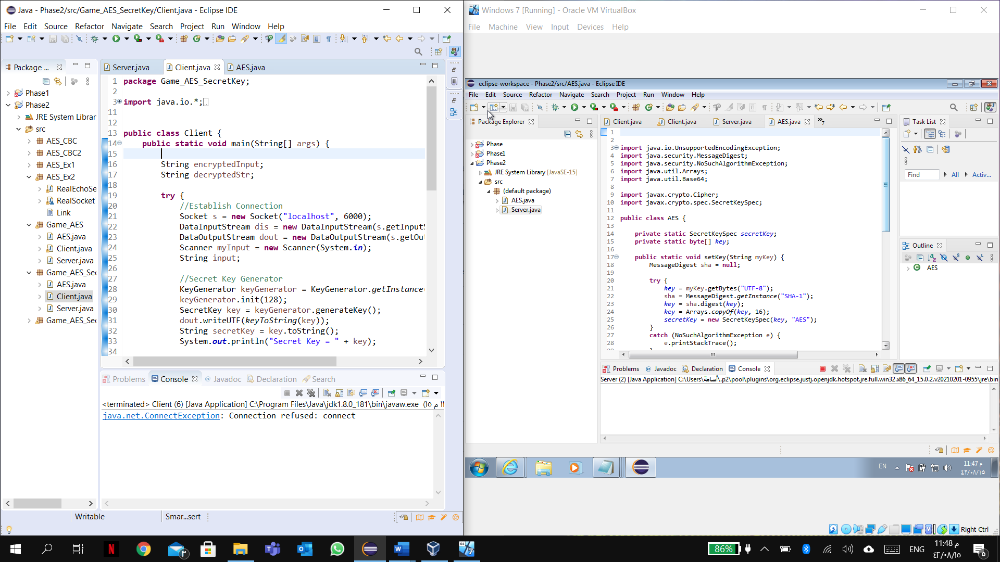 Java - Phase2/src/Game_AES_SecretKey/Client.java - Eclipse IDE
File Edit Source Refactor Navigate Search Project Run Window Help
Package ...
Phase1
Phase2
JRE System Librar
src
AES_CBC
AES_CBC2
AES_Ex1
AES_Ex2
RealEchoSe
RealSocket
Link
Game_AES
AES.java
Client.java
Server.java
Game_AES_Sec
AES.java
Client.java
Server.java
Game_AES_Sec
Server.java Client.java AES.java
1 package Game_AES_SecretKey;
2
3 import java.io.*;
11
12
13 public class Client {
14 public static void main(String[] args) {
15
16 String encryptedInput;
17 String decryptedStr;
18
19 try {
20 //Establish Connection
21 Socket s = new Socket("localhost", 6000);
22 DataInputStream dis = new DataInputStream(s.getInputS
23 DataOutputStream dout = new DataOutputStream(s.getOut
24 Scanner myInput = new Scanner(System.in);
25 String input;
26
27 //Secret Key Generator
28 KeyGenerator keyGenerator = KeyGenerator.getInstance(
29 keyGenerator.init(128);
30 SecretKey key = keyGenerator.generateKey();
31 dout.writeUTF(keyToString(key));
32 String secretKey = key.toString();
33 System.out.println("Secret Key = " + key);
34
Problems Console Javadoc Declaration Search
<terminated> Client (6) [Java Application] C:\Program Files\Java\jdk1.8.0_181\bin\javaw.exe
java.net.ConnectException: Connection refused: connect
Writable Smar...sert
Windows 7 [Running] - Oracle VM VirtualBox
File Machine View Input Devices Help
eclipse-workspace - Phase2/src/AES.java - Eclipse IDE
File Edit Source Refactor Navigate Search Project Run Window Help
Package Explorer
Phase
Phase1
Phase2
JRE System Library [JavaSE-15]
src
(default package)
AES.java
Server.java
Client.java Client.java Server.java AES.java »7
1
2
3 import java.io.UnsupportedEncodingException;
4 import java.security.MessageDigest;
5 import java.security.NoSuchAlgorithmException;
6 import java.util.Arrays;
7 import java.util.Base64;
8
9 import javax.crypto.Cipher;
10 import javax.crypto.spec.SecretKeySpec;
11
12 public class AES {
13
14 private static SecretKeySpec secretKey;
15 private static byte[] key;
16
17 public static void setKey(String myKey) {
18 MessageDigest sha = null;
19
20 try {
21 key = myKey.getBytes("UTF-8");
22 sha = MessageDigest.getInstance("SHA-1");
23 key = sha.digest(key);
24 key = Arrays.copyOf(key, 16);
25 secretKey = new SecretKeySpec(key, "AES");
26 }
27 catch (NoSuchAlgorithmException e) {
28 e.printStackTrace();
Task List
Find All Activ...
Outline
AES
Problems Javadoc Declaration Console
Server (2) [Java Application] C:\Users\أسامة\.p2\pool\plugins\org.eclipse.justj.openjdk.hotspot.jre.full.win32.x86_64_15.0.2.v20210201-0955\jre\bin
EN 11:47 م
٤٢/٠٨/١٥
Right Ctrl
86% ENG 11:48 م
٤٢/٠٨/١٥